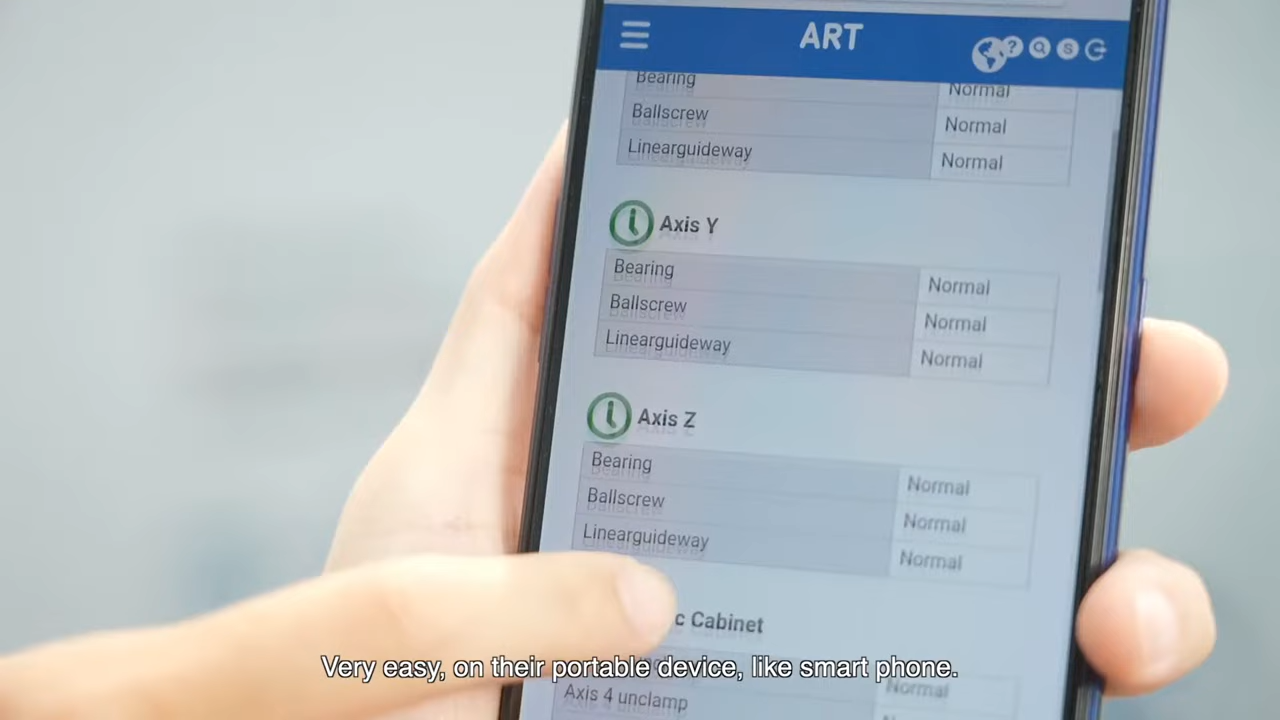 ART
Bearing Normal
Ballscrew Normal
Linearguideway Normal
Axis Y
Bearing Normal
Ballscrew Normal
Linearguideway Normal
Axis Z
Bearing Normal
Ballscrew Normal
Linearguideway Normal
c Cabinet
Very easy, on their portable device, like smart phone.
Axis 4 unclamp Normal